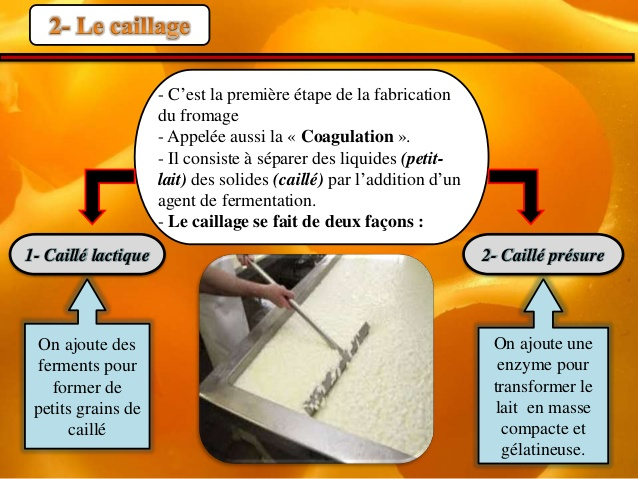 2- Le caillage
- C’est la première étape de la fabrication
du fromage
- Appelée aussi la « Coagulation ».
- Il consiste à séparer des liquides (petit-
lait) des solides (caillé) par l’addition d’un
agent de fermentation.
- Le caillage se fait de deux façons :
1- Caillé lactique
2- Caillé présure
On ajoute des
ferments pour
former de
petits grains de
caillé
On ajoute une
enzyme pour
transformer le
lait en masse
compacte et
gélatineuse.